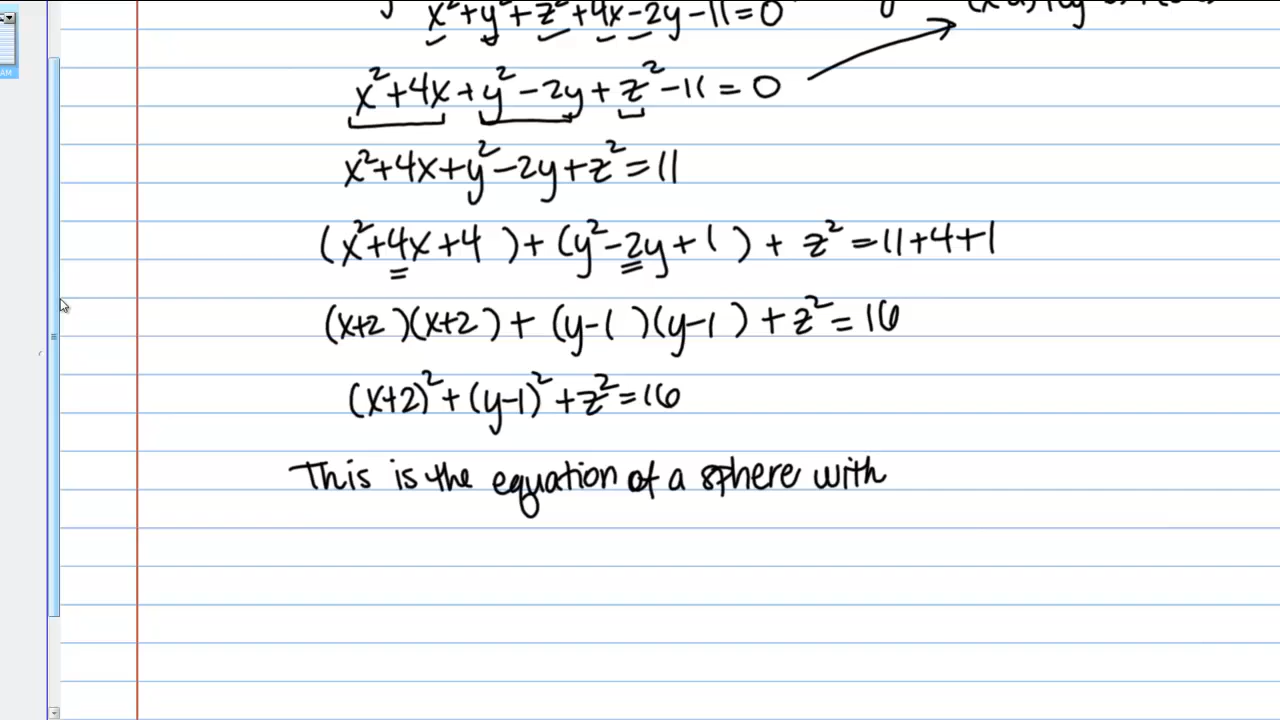 x²+y²+z²+4x-2y-11=0
x²+4x+y²-2y+z²-11=0
x²+4x+y²-2y+z²=11
(x²+4x+4)+(y²-2y+1)+z²=11+4+1
(x+2)(x+2)+(y-1)(y-1)+z²=16
(x+2)²+(y-1)²+z²=16
This is the equation of a sphere with
AM